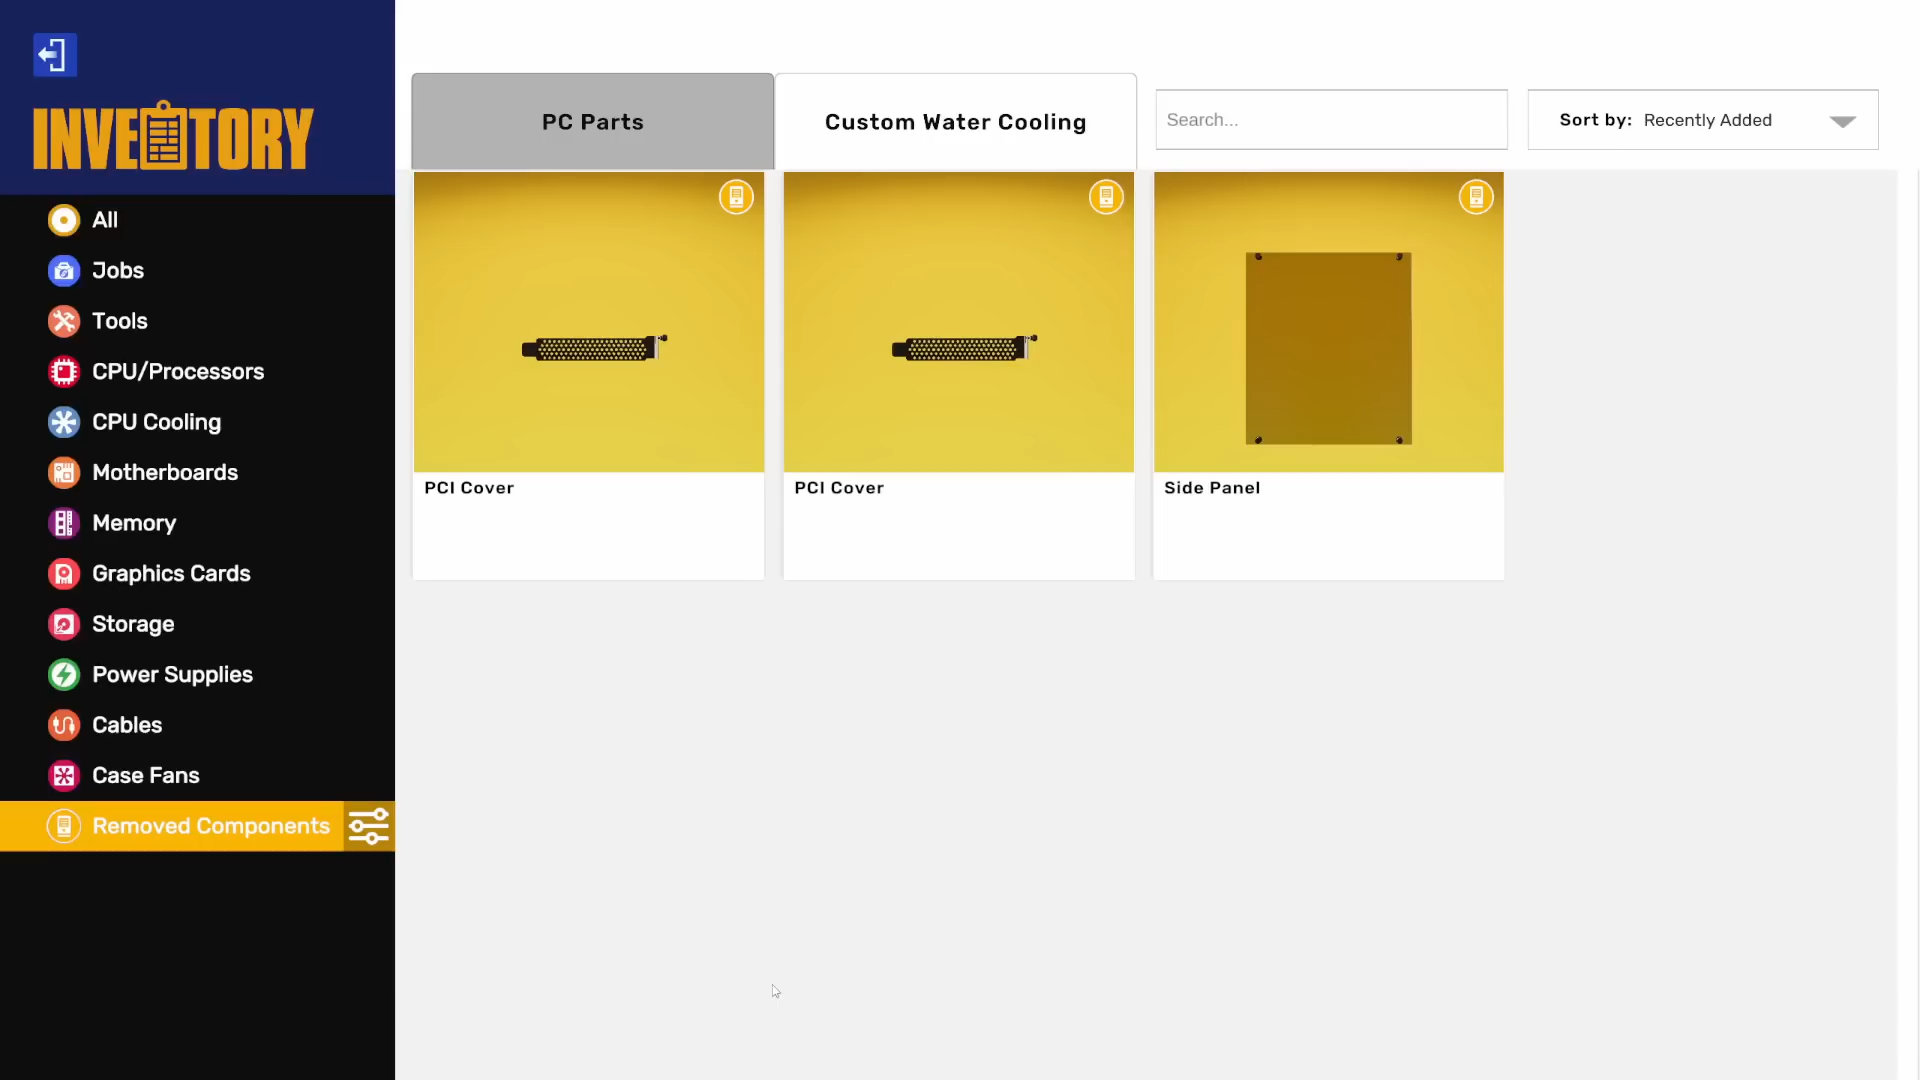 INVENTORY
All
Jobs
Tools
CPU/Processors
CPU Cooling
Motherboards
Memory
Graphics Cards
Storage
Power Supplies
Cables
Case Fans
Removed Components
PC Parts
Custom Water Cooling
Search...
Sort by: Recently Added
PCI Cover
PCI Cover
Side Panel